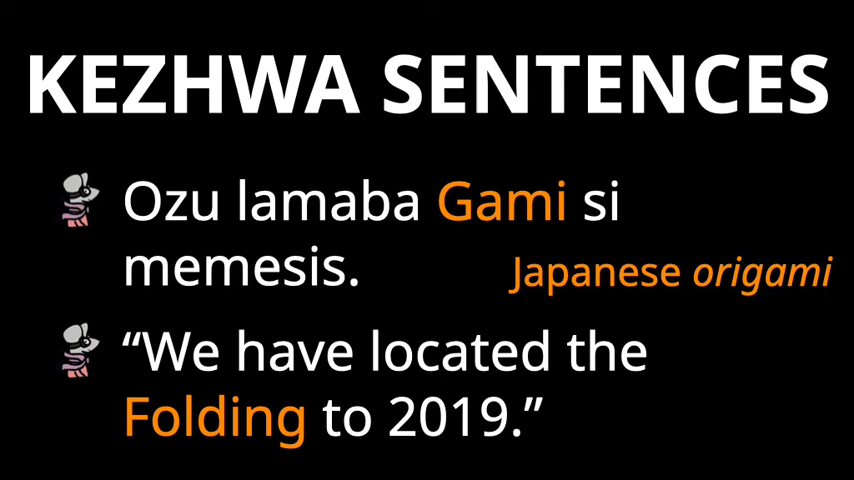 KEZHWA SENTENCES
Ozu lamaba Gami si
memesis.
Japanese origami
“We have located the
Folding to 2019.”